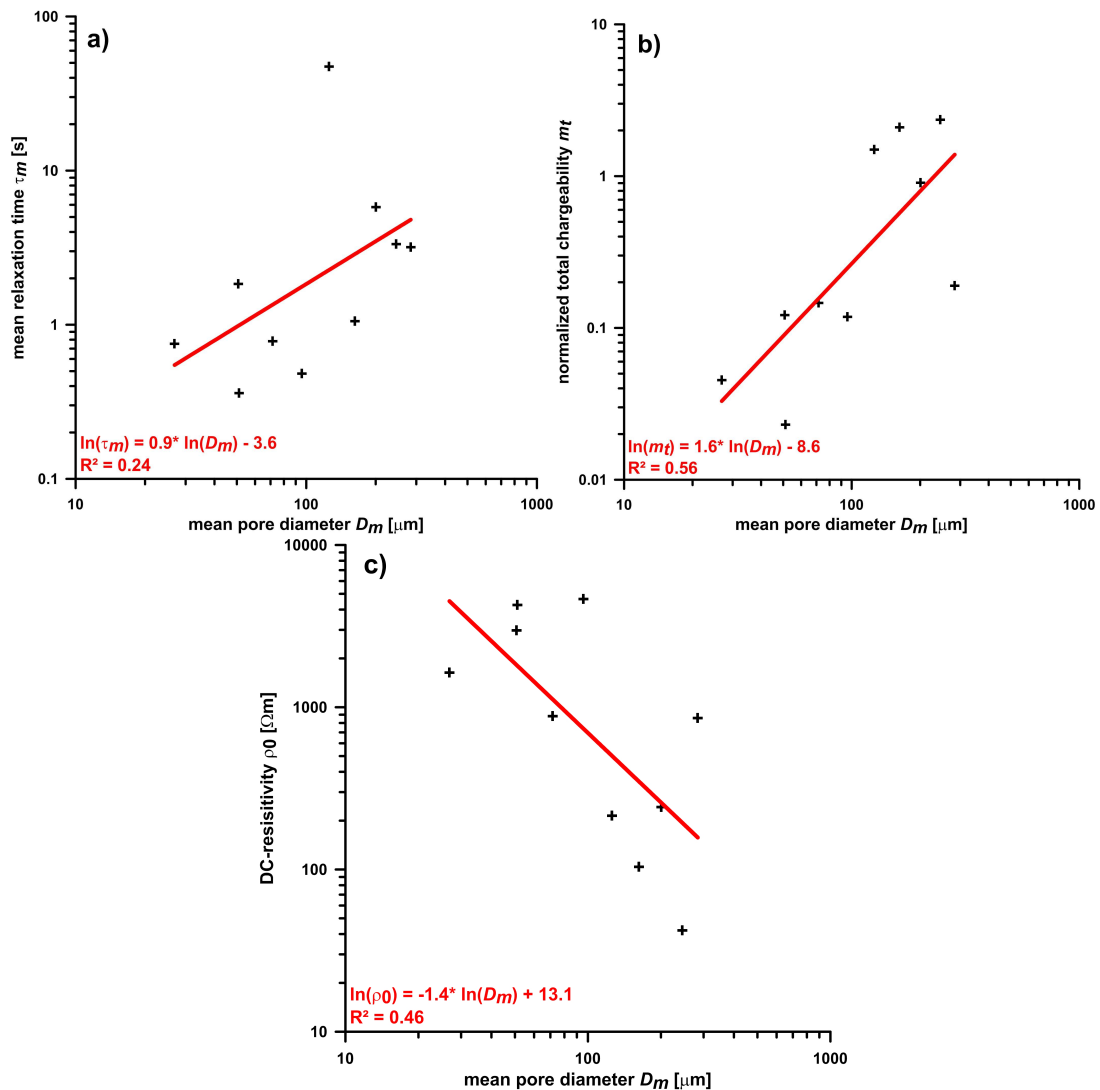 a)
100
10
1
0.1
10
100
1000
mean relaxation time τm [s]
ln(τm) = 0.9* ln(Dm) - 3.6
R² = 0.24
mean pore diameter Dm [μm]
b)
10
1
0.1
0.01
10
100
1000
normalized total chargeability mt
ln(mt) = 1.6* ln(Dm) - 8.6
R² = 0.56
mean pore diameter Dm [μm]
c)
10000
1000
100
10
10
100
1000
DC-resisitivity ρ0 [Ωm]
ln(ρ0) = -1.4* ln(Dm) + 13.1
R² = 0.46
mean pore diameter Dm [μm]